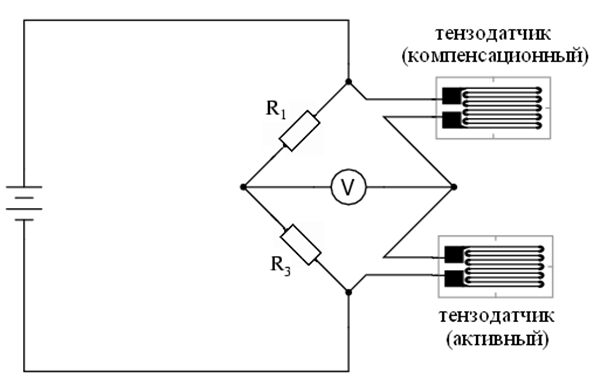 тензодатчик
(компенсационный)
R1
V
R3
тензодатчик
(активный)